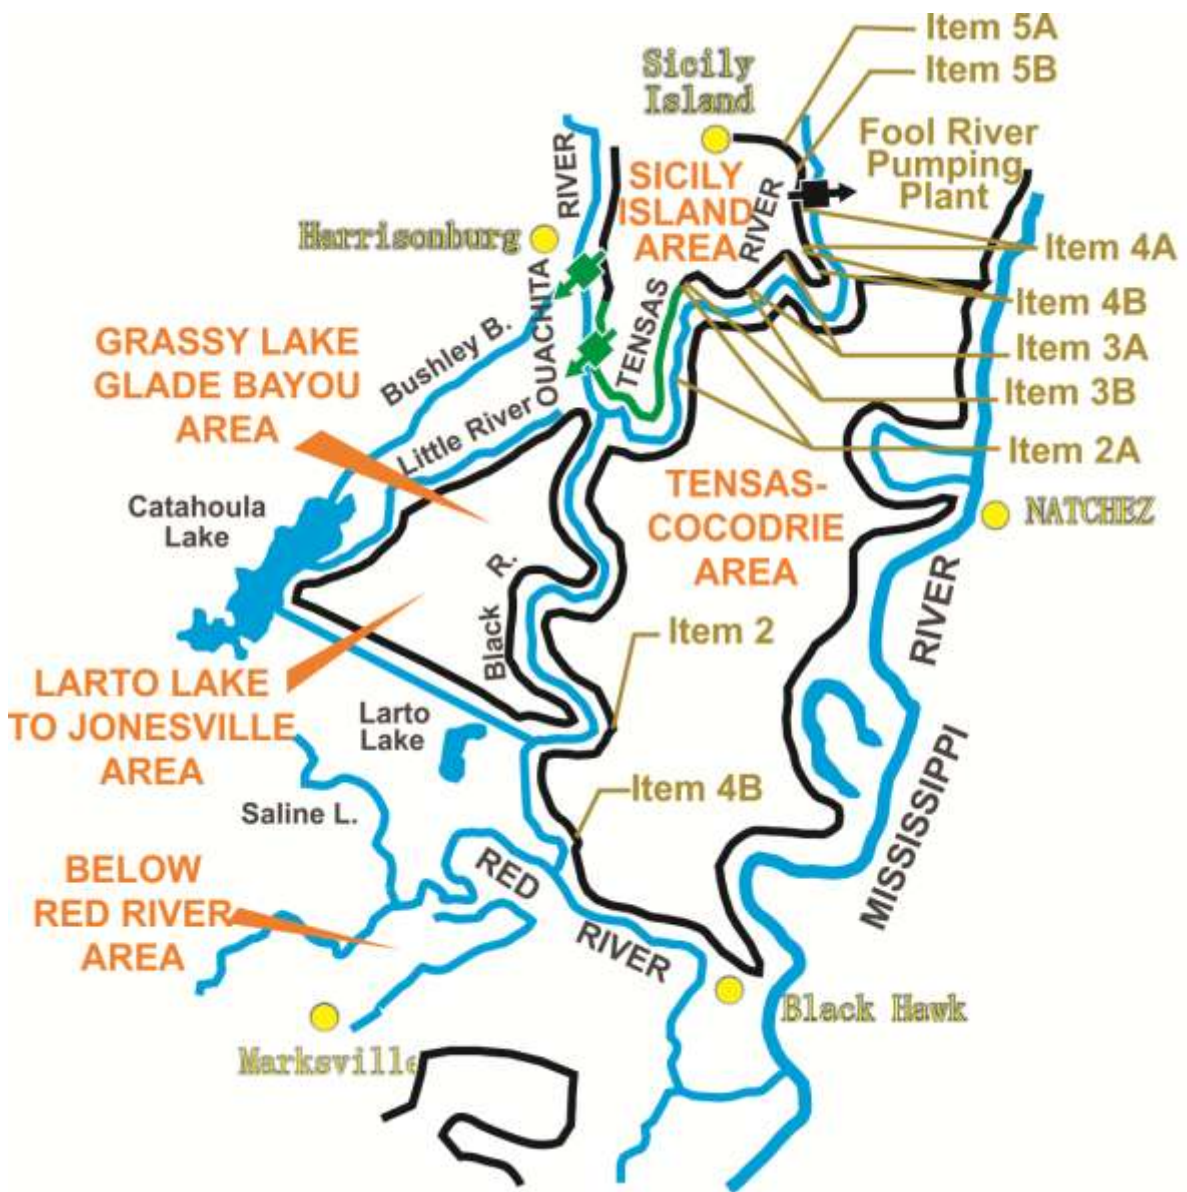 Item 5A
Sicily
Island
Item 5B
Fool River
Pumping
Plant
RIVER
SICILY
ISLAND
AREA
RIVER
Harrisonburg
Item 4A
OUACHITA
TENSAS
Item 4B
Bushley B.
GRASSY LAKE
GLADE BAYOU
AREA
Item 3A
Item 3B
Little River
Item 2A
TENSAS-
COCODRIE
AREA
Catahoula
Lake
NATCHEZ
R.
Black
RIVER
Item 2
LARTO LAKE
TO JONESVILLE
AREA
Larto
Lake
MISSISSIPPI
Item 4B
Saline L.
BELOW
RED RIVER
AREA
RED
RIVER
Black Hawk
Marksville